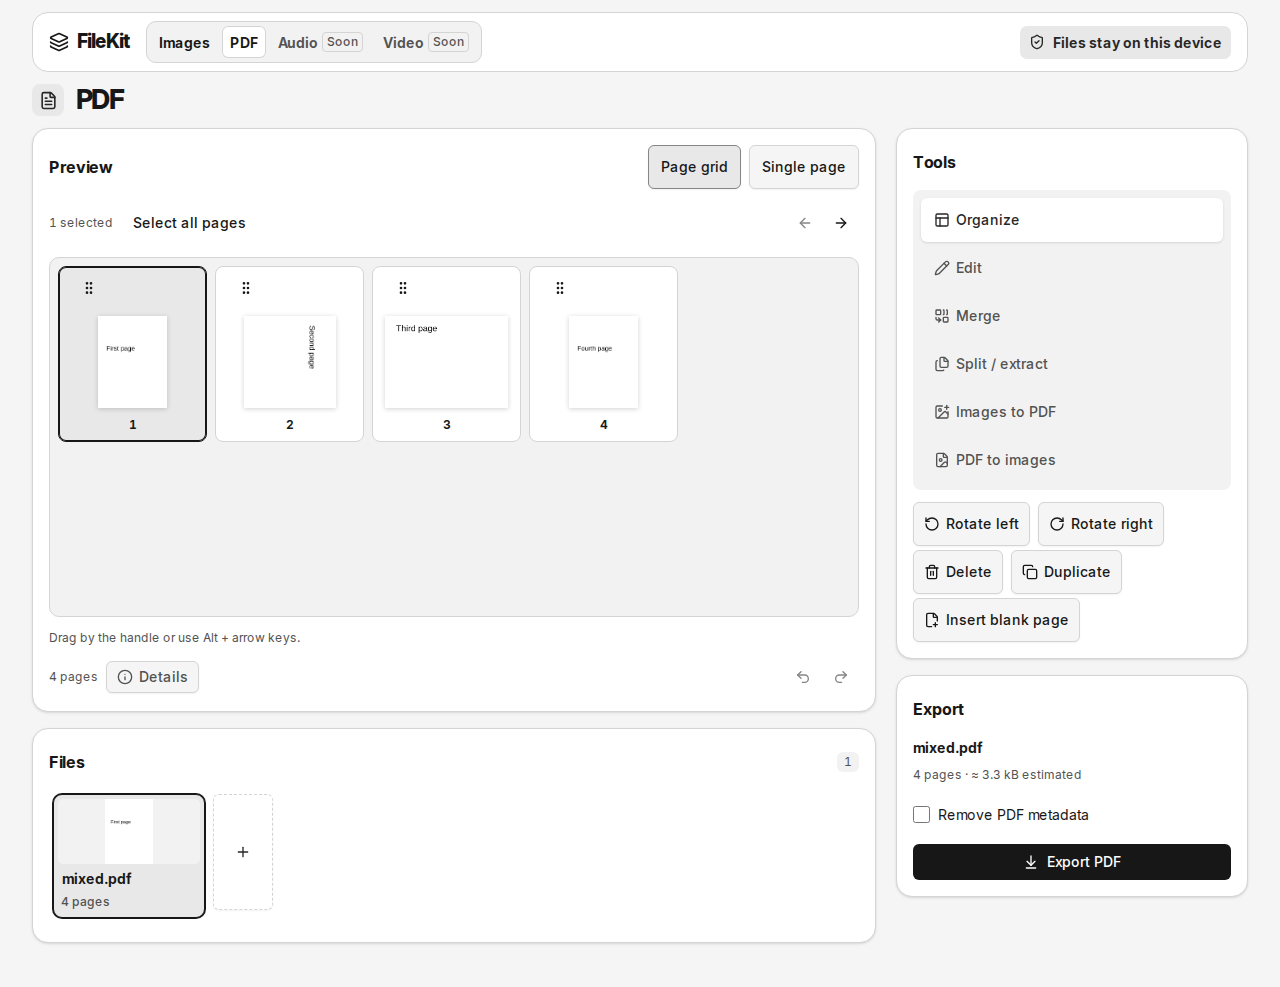 FileKit
Images
PDF
Audio Soon
Video Soon
Files stay on this device
PDF
Preview
Page grid
Single page
1 selected
Select all pages
First page
1
Second page
2
Third page
3
Fourth page
4
Drag by the handle or use Alt + arrow keys.
4 pages
Details
Files
1
First page
mixed.pdf
4 pages
+
Tools
Organize
Edit
Merge
Split / extract
Images to PDF
PDF to images
Rotate left
Rotate right
Delete
Duplicate
Insert blank page
Export
mixed.pdf
4 pages · ≈ 3.3 kB estimated
Remove PDF metadata
Export PDF